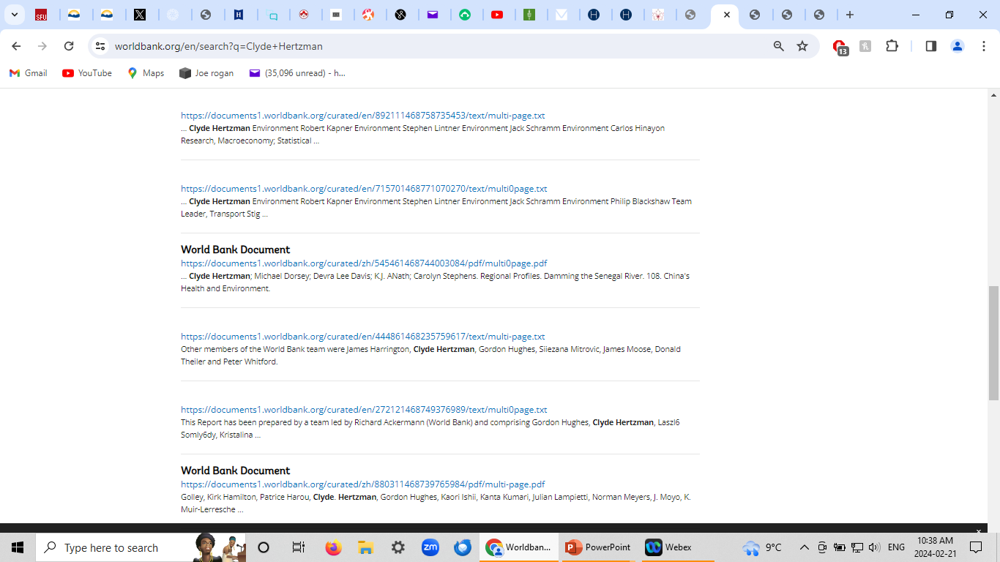 SFU
X
H
worldbank.org/en/search?q=Clyde+Hertzman
13
Gmail
YouTube
Maps
Joe rogan
(35,096 unread) - h...
https://documents1.worldbank.org/curated/en/892111468758735453/text/multi-page.txt
... Clyde Hertzman Environment Robert Kapner Environment Stephen Lintner Environment Jack Schramm Environment Carlos Hinayon
Research, Macroeconomy; Statistical ...
https://documents1.worldbank.org/curated/en/715701468771070270/text/multi0page.txt
... Clyde Hertzman Environment Robert Kapner Environment Stephen Lintner Environment Jack Schramm Environment Philip Blackshaw Team
Leader, Transport Stig ...
World Bank Document
https://documents1.worldbank.org/curated/zh/545461468744003084/pdf/multi0page.pdf
... Clyde Hertzman; Michael Dorsey; Devra Lee Davis; K.J. ANath; Carolyn Stephens. Regional Profiles. Damming the Senegal River. 108. China's
Health and Environment.
https://documents1.worldbank.org/curated/en/444861468235759617/text/multi-page.txt
Other members of the World Bank team were James Harrington, Clyde Hertzman, Gordon Hughes, Siiezana Mitrovic, James Moose, Donald
Theiler and Peter Whitford.
https://documents1.worldbank.org/curated/en/272121468749376989/text/multi0page.txt
This Report has been prepared by a team led by Richard Ackermann (World Bank) and comprising Gordon Hughes, Clyde Hertzman, Laszl6
Somly6dy, Kristalina ...
World Bank Document
https://documents1.worldbank.org/curated/zh/880311468739765984/pdf/multi-page.pdf
Golley, Kirk Hamilton, Patrice Harou, Clyde. Hertzman, Gordon Hughes, Kaori Ishii, Kanta Kumari, Julian Lampietti, Norman Meyers, J. Moyo, K.
Muir-Lerresche ...
Type here to search
zm
Worldban...
PowerPoint
Webex
9°C
ENG
10:38 AM
2024-02-21